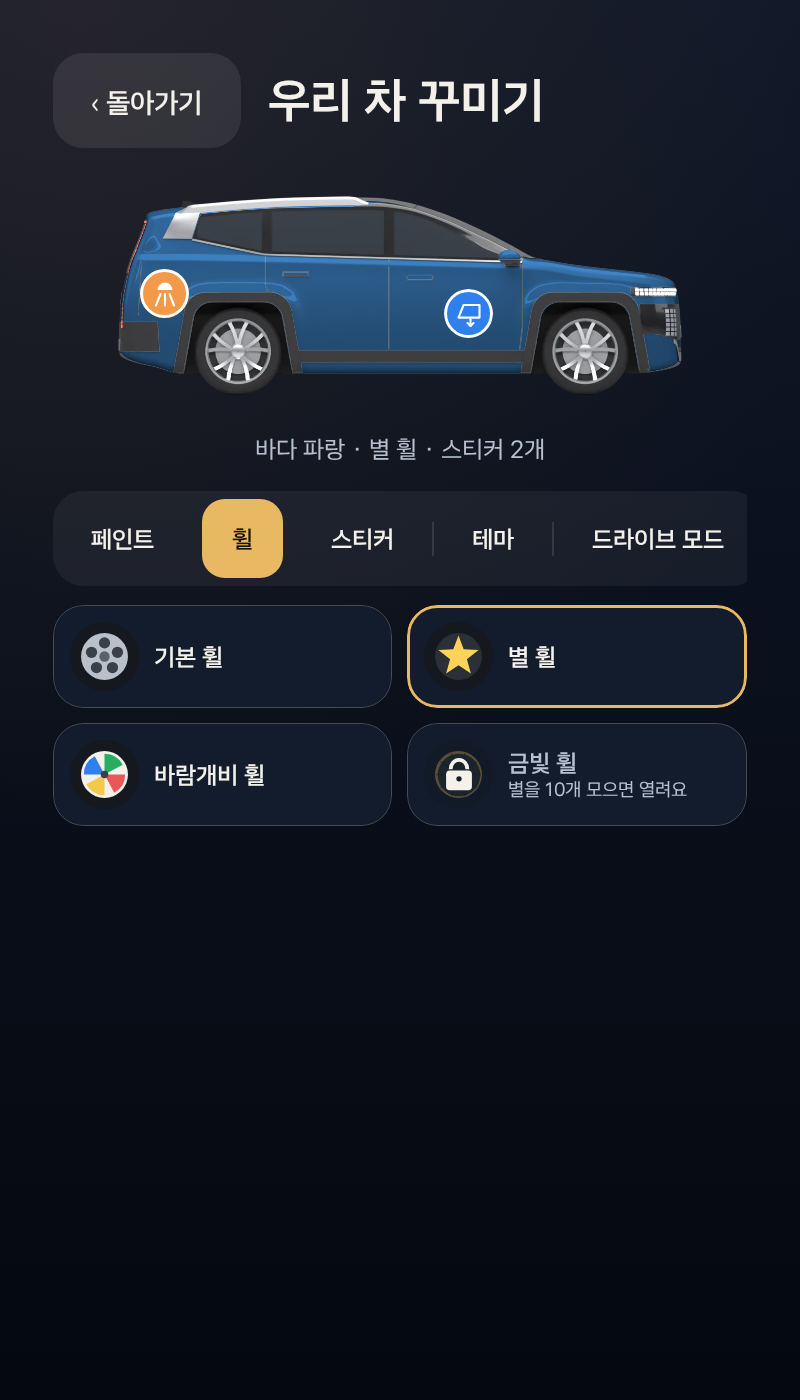 ‹ 돌아가기
우리 차 꾸미기
바다 파랑 · 별 휠 · 스티커 2개
페인트
휠
스티커
테마
드라이브 모드
기본 휠
별 휠
바람개비 휠
금빛 휠
별을 10개 모으면 열려요